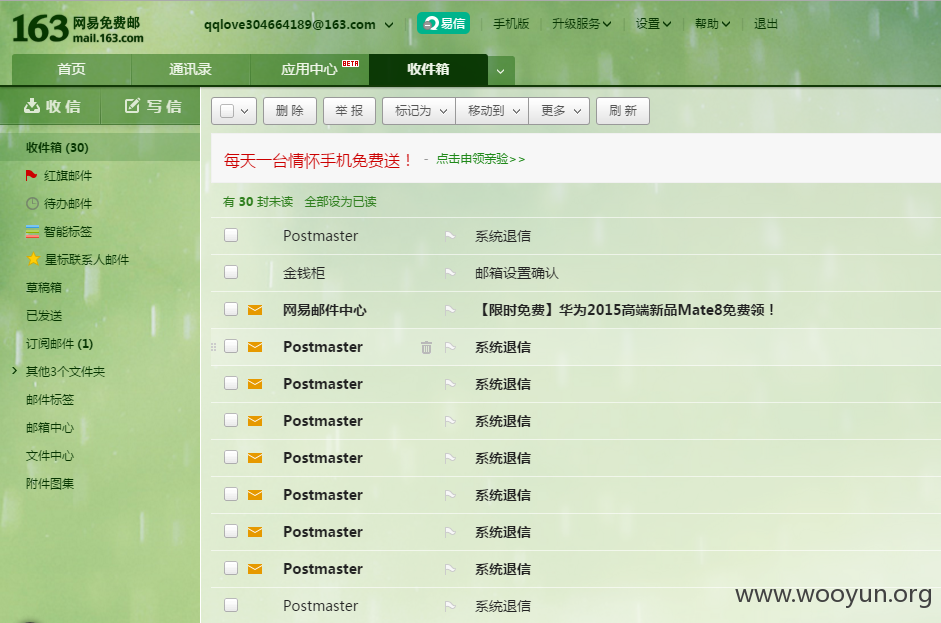 163 网易免费邮 mail.163.com
qqlove304664189@163.com 易信 手机版 升级服务 设置 帮助 退出
首页 通讯录 应用中心 BETA 收件箱
收 信 写 信
删 除 举 报 标记为 移动到 更多 刷 新
收件箱 (30)
红旗邮件
待办邮件
智能标签
星标联系人邮件
草稿箱
已发送
订阅邮件 (1)
其他3个文件夹
邮件标签
邮箱中心
文件中心
附件图集
每天一台情怀手机免费送！ - 点击申领亲验>>
有 30 封未读 全部设为已读
Postmaster 系统退信
金钱柜 邮箱设置确认
网易邮件中心 【限时免费】华为2015高端新品Mate8免费领！
Postmaster 系统退信
Postmaster 系统退信
Postmaster 系统退信
Postmaster 系统退信
Postmaster 系统退信
Postmaster 系统退信
Postmaster 系统退信
Postmaster 系统退信
www.wooyun.org